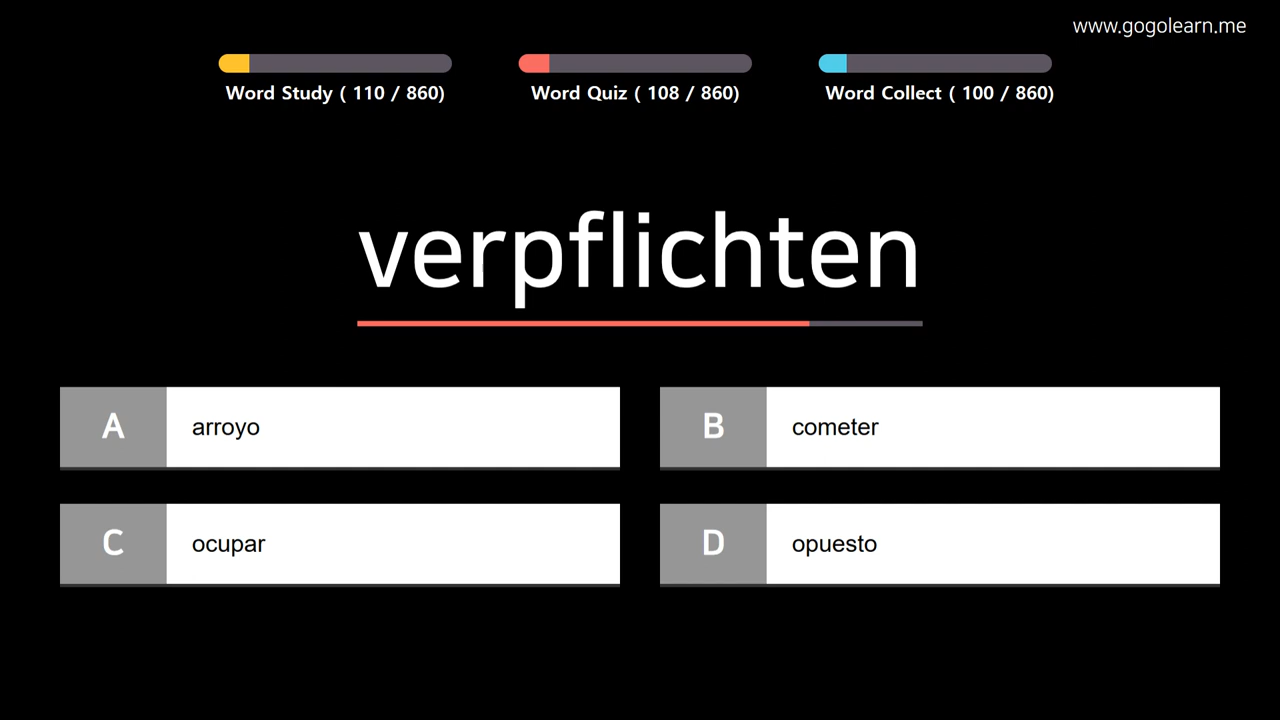 www.gogolearn.me
Word Study ( 110 / 860)
Word Quiz ( 108 / 860)
Word Collect ( 100 / 860)
verpflichten
A arroyo
B cometer
C ocupar
D opuesto